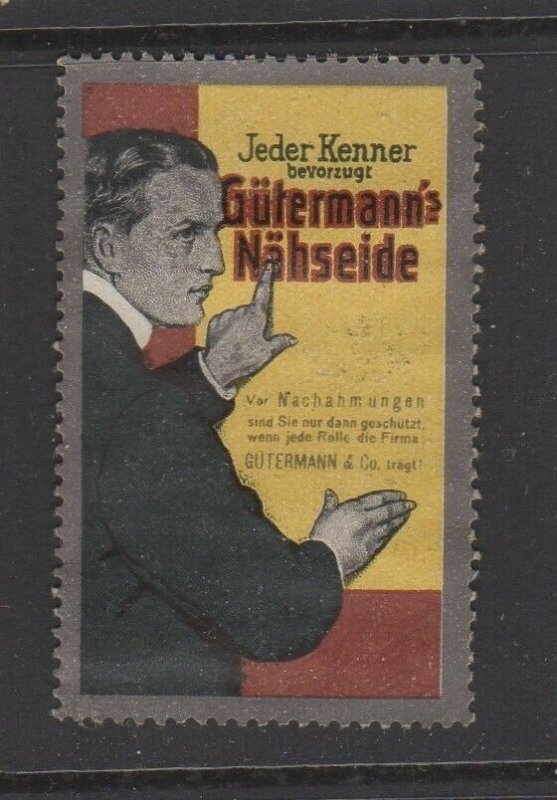 Jeder Kenner
bevorzugt
Gütermann's
Nähseide
Vor Nachahmungen
sind Sie nur dann geschützt,
wenn jede Rolle die Firma:
GÜTERMANN & Co. trägt!